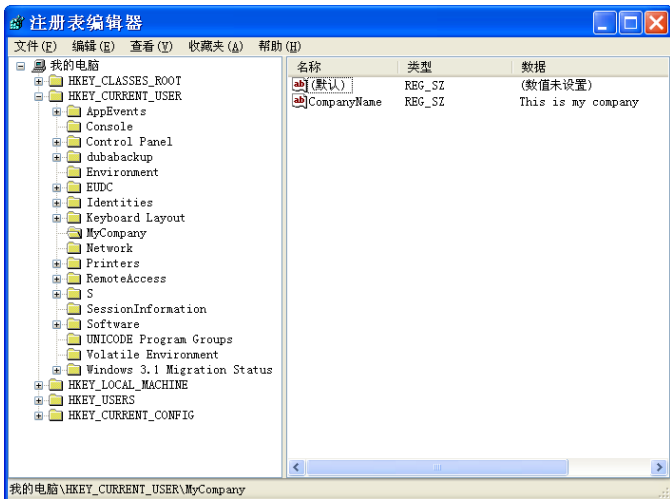 注册表编辑器
文件(F) 编辑(E) 查看(V) 收藏夹(A) 帮助(H)
我的电脑
HKEY_CLASSES_ROOT
HKEY_CURRENT_USER
AppEvents
Console
Control Panel
dubabackup
Environment
EUDC
Identities
Keyboard Layout
MyCompany
Network
Printers
RemoteAccess
S
SessionInformation
Software
UNICODE Program Groups
Volatile Environment
Windows 3.1 Migration Status
HKEY_LOCAL_MACHINE
HKEY_USERS
HKEY_CURRENT_CONFIG
名称 类型 数据
ab (默认) REG_SZ (数值未设置)
ab CompanyName REG_SZ This is my company
我的电脑\HKEY_CURRENT_USER\MyCompany